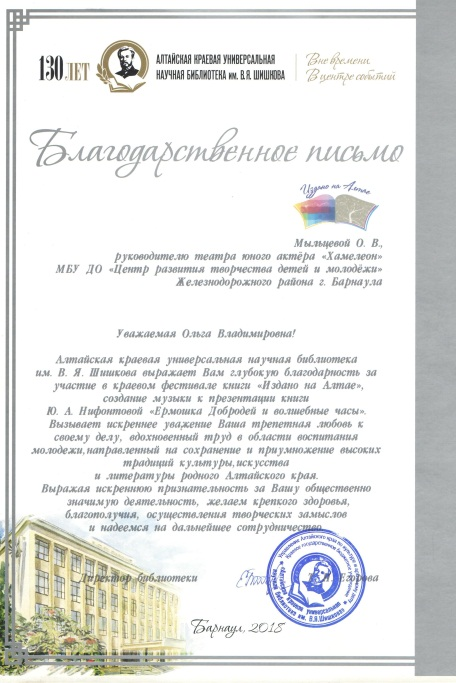 130 ЛЕТ
АЛТАЙСКАЯ КРАЕВАЯ УНИВЕРСАЛЬНАЯ
НАУЧНАЯ БИБЛИОТЕКА ИМ. В.Я. ШИШКОВА
Вне времени
В центре событий
Благодарственное письмо
Издано на Алтае
Мыльцевой О. В.,
руководителю театра юного актёра «Хамелеон»
МБУ ДО «Центр развития творчества детей и молодёжи»
Железнодорожного района г. Барнаула
Уважаемая Ольга Владимировна!
Алтайская краевая универсальная научная библиотека
им. В. Я. Шишкова выражает Вам глубокую благодарность за
участие в краевом фестивале книги «Издано на Алтае»,
создание музыки к презентации книги
Ю. А. Нифонтовой «Ермошка Добродей и волшебные часы».
Вызывает искреннее уважение Ваша трепетная любовь к
своему делу, вдохновенный труд в области воспитания
молодежи,направленный на сохранение и приумножение высоких
традиций культуры,искусства
и литературы родного Алтайского края.
Выражая искреннюю признательность за Вашу общественно
значимую деятельность, желаем крепкого здоровья,
благополучия, осуществления творческих замыслов
и надеемся на дальнейшее сотрудничество
Директор библиотеки
Егорова
Барнаул, 2018